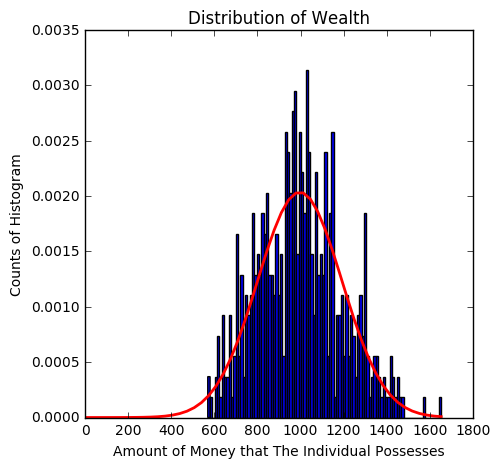 Distribution of Wealth
0.0035
0.0030
0.0025
0.0020
0.0015
0.0010
0.0005
0.0000
Counts of Histogram
0 200 400 600 800 1000 1200 1400 1600 1800
Amount of Money that The Individual Possesses